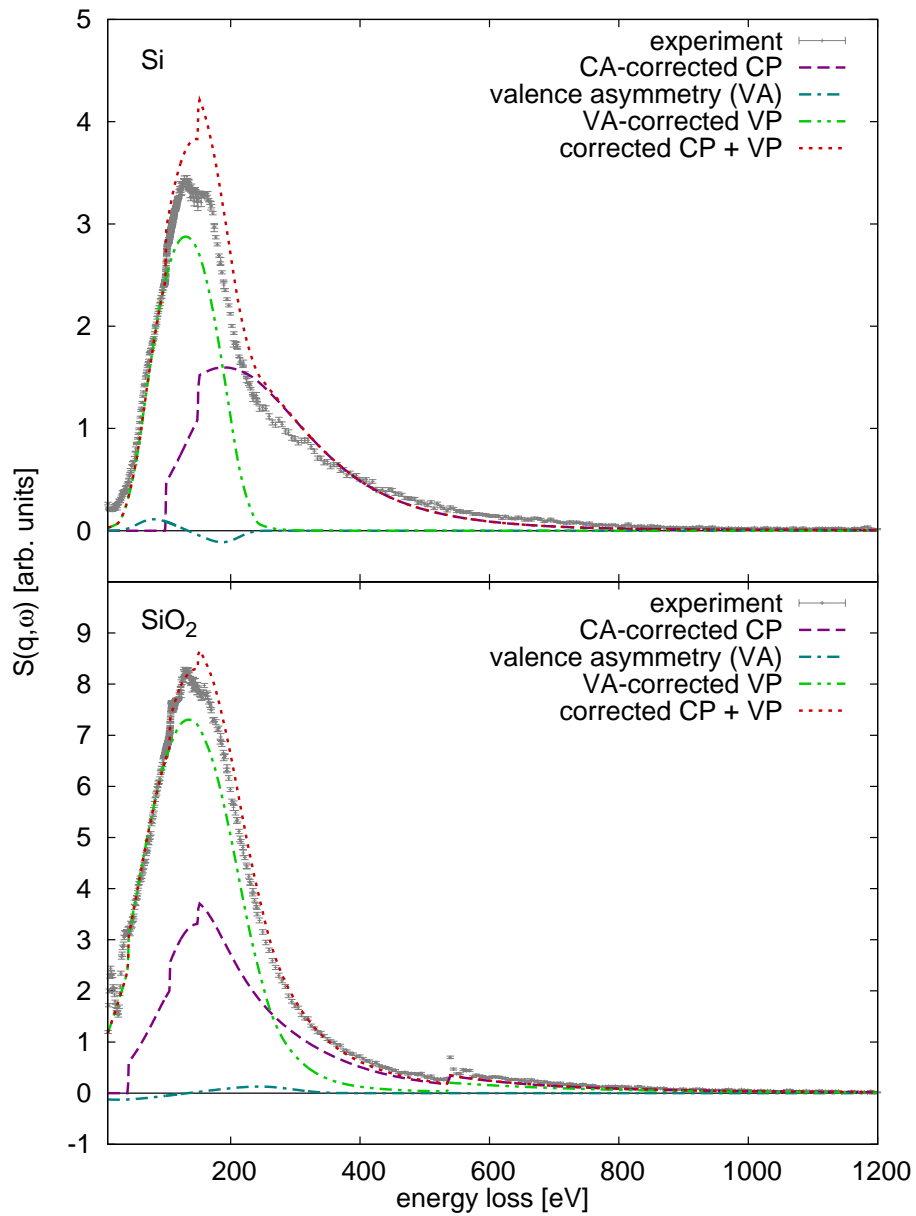 5
Si
experiment
CA-corrected CP
4
valence asymmetry (VA)
VA-corrected VP
corrected CP + VP
3
2
1
0
S(q,ω) [arb. units]
SiO2
experiment
9
CA-corrected CP
valence asymmetry (VA)
8
VA-corrected VP
corrected CP + VP
7
6
5
4
3
2
1
0
-1
200 400 600 800 1000 1200
energy loss [eV]